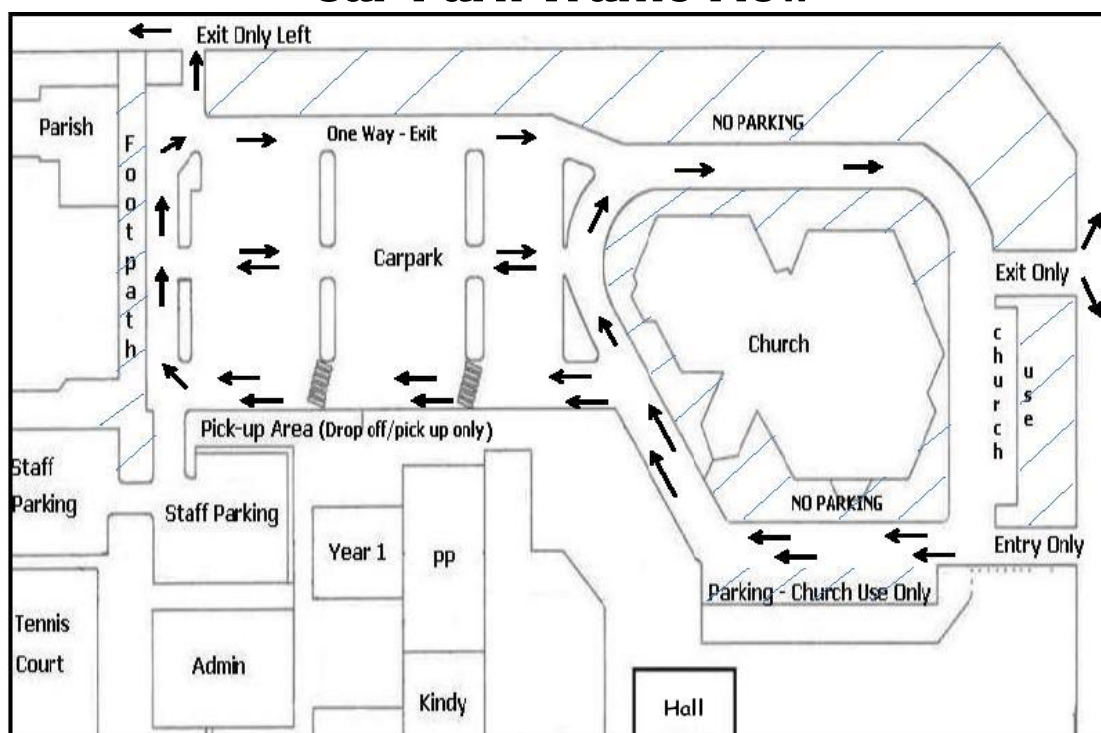 Car Park Traffic Flow
Exit Only Left
Parish
Footpath
One Way - Exit
NO PARKING
Carpark
Exit Only
Church
church
use
Pick-up Area (Drop off/pick up only)
Staff
Parking
Staff Parking
NO PARKING
Year 1
pp
Entry Only
Parking - Church Use Only
Tennis
Court
Admin
Kindy
Hall